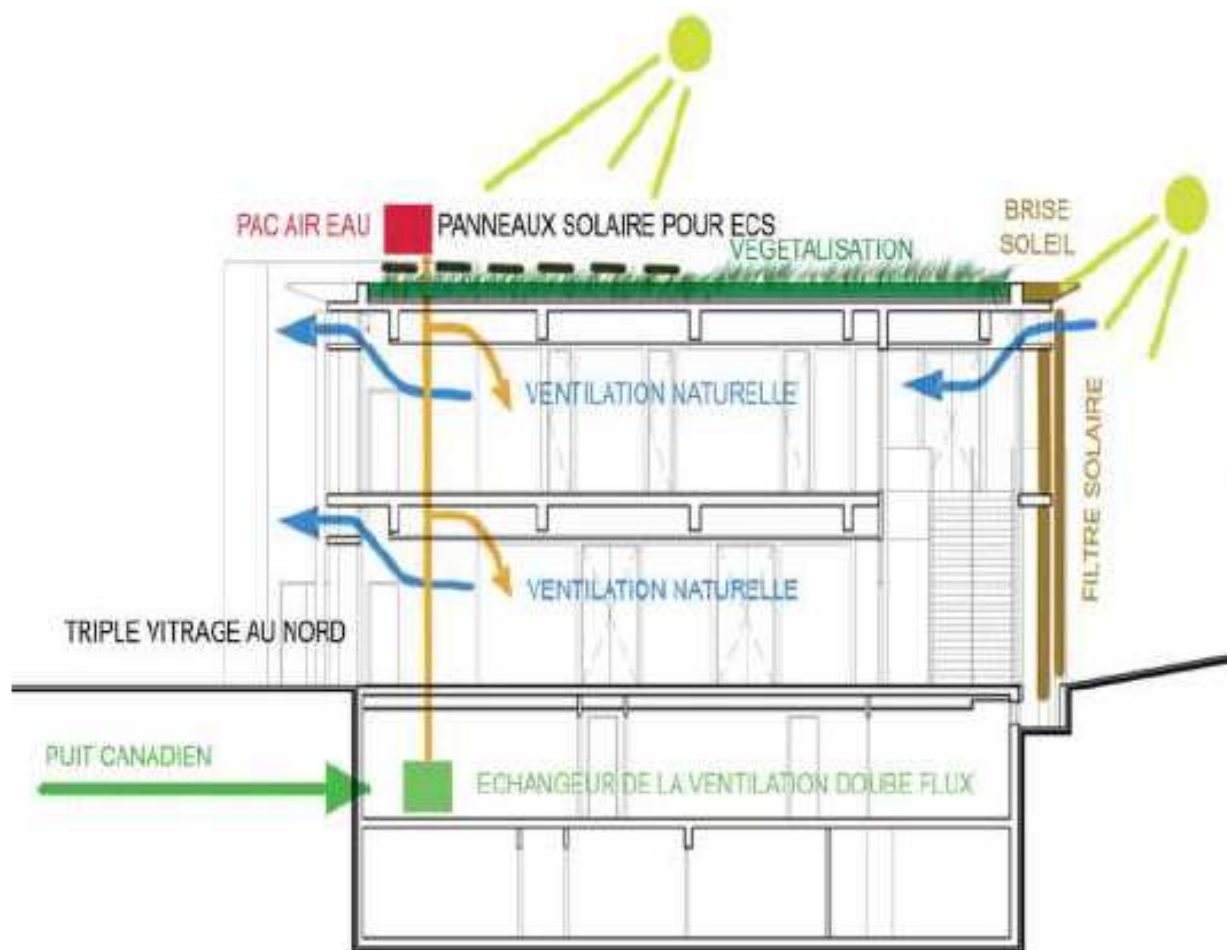 PAC AIR EAU
PANNEAUX SOLAIRE POUR ECS
VEGETALISATION
BRISE
SOLEIL
VENTILATION NATURELLE
FILTRE SOLAIRE
VENTILATION NATURELLE
TRIPLE VITRAGE AU NORD
PUIT CANADIEN
ECHANGEUR DE LA VENTILATION DOUBE FLUX